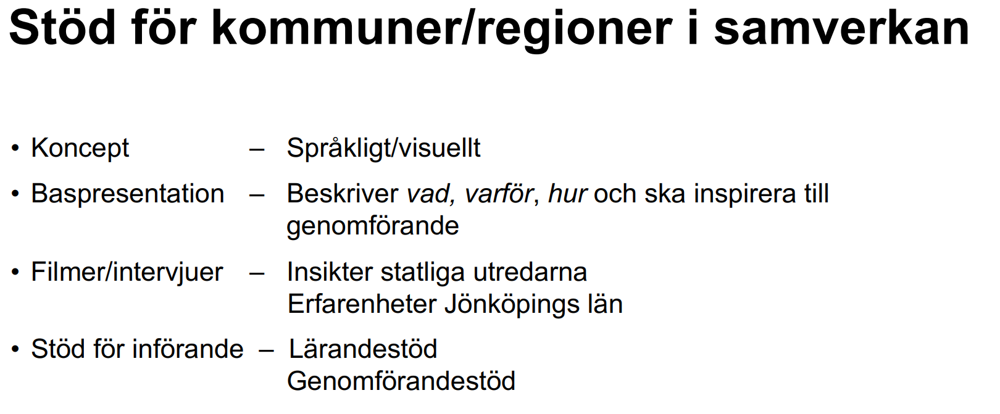 Stöd för kommuner/regioner i samverkan
• Koncept – Språkligt/visuellt
• Baspresentation – Beskriver vad, varför, hur och ska inspirera till
genomförande
• Filmer/intervjuer – Insikter statliga utredarna
Erfarenheter Jönköpings län
• Stöd för införande – Lärandestöd
Genomförandestöd